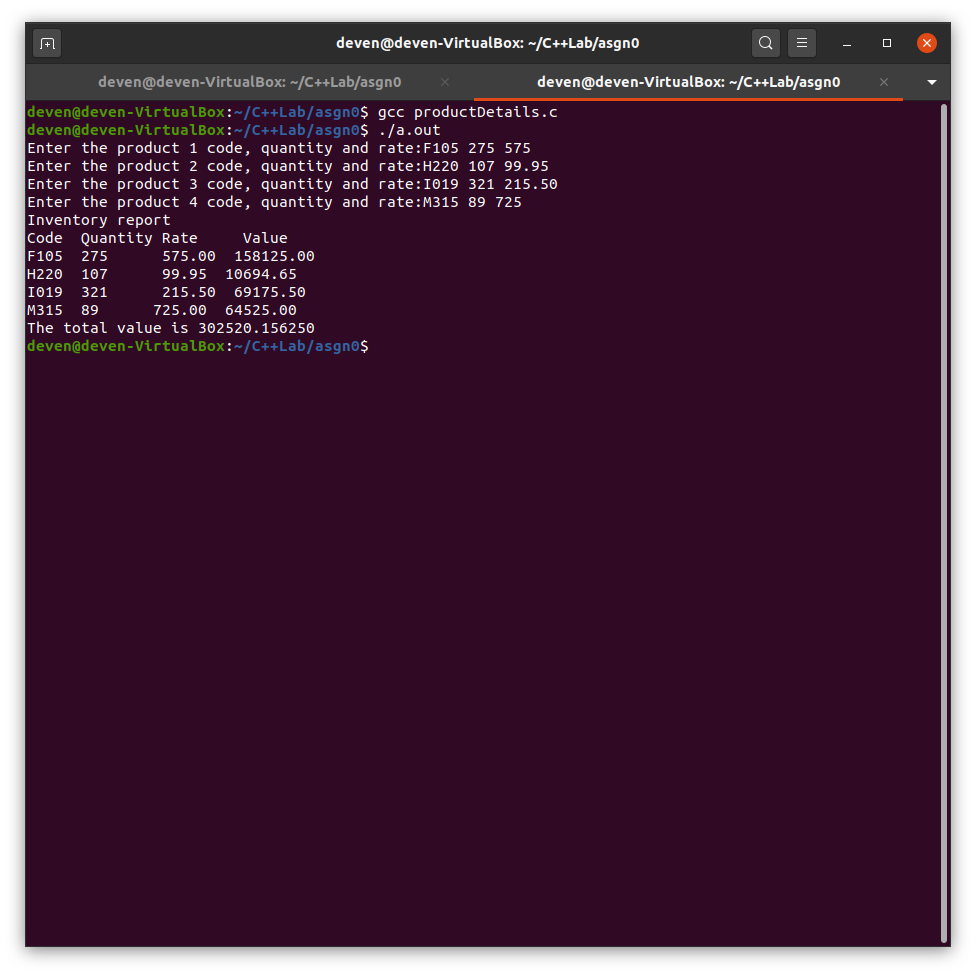 deven@deven-VirtualBox: ~/C++Lab/asgn0
deven@deven-VirtualBox: ~/C++Lab/asgn0 × deven@deven-VirtualBox: ~/C++Lab/asgn0 ×
deven@deven-VirtualBox:~/C++Lab/asgn0$ gcc productDetails.c
deven@deven-VirtualBox:~/C++Lab/asgn0$ ./a.out
Enter the product 1 code, quantity and rate:F105 275 575
Enter the product 2 code, quantity and rate:H220 107 99.95
Enter the product 3 code, quantity and rate:I019 321 215.50
Enter the product 4 code, quantity and rate:M315 89 725
Inventory report
Code  Quantity Rate     Value
F105  275      575.00  158125.00
H220  107      99.95  10694.65
I019  321      215.50  69175.50
M315  89      725.00  64525.00
The total value is 302520.156250
deven@deven-VirtualBox:~/C++Lab/asgn0$